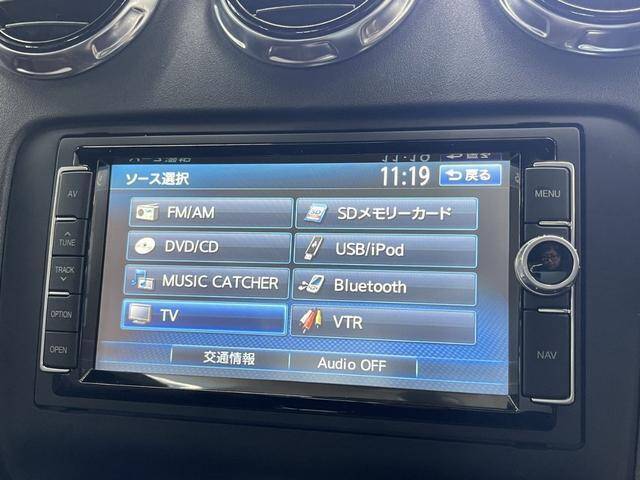 ソース選択 11:19 戻る
FM/AM SDメモリーカード
DVD/CD USB/iPod
MUSIC CATCHER Bluetooth
TV VTR
交通情報 Audio OFF
AV
TUNE
TRACK
OPTION
OPEN
MENU
NAV